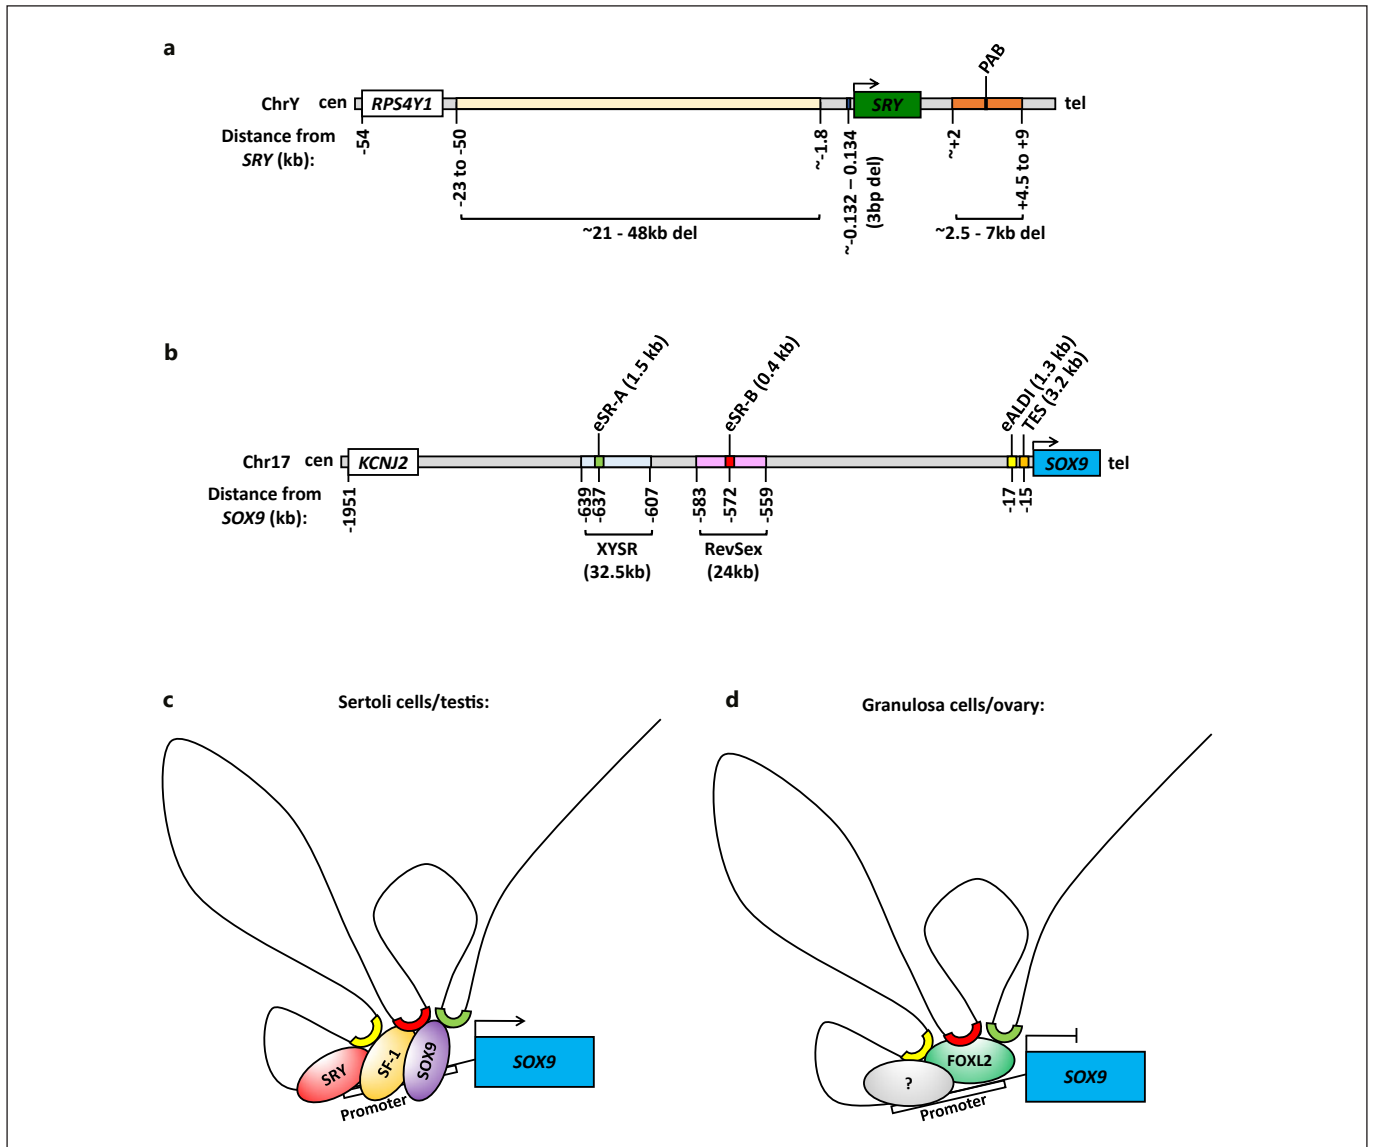 a
PAB
ChrY cen RPS4Y1 SRY tel
Distance from
SRY (kb):
-54
-23 to -50
~-1.8
~-0.132 – 0.134
(3bp del)
~+2
+4.5 to +9
~21 - 48kb del
~2.5 - 7kb del
b
eSR-A (1.5 kb)
eSR-B (0.4 kb)
eALDI (1.3 kb)
TES (3.2 kb)
Chr17 cen KCNJ2 SOX9 tel
Distance from
SOX9 (kb):
-1951
-639
-637
-607
-583
-572
-559
-17
-15
XYSR
(32.5kb)
RevSex
(24kb)
c
Sertoli cells/testis:
SRY
SF-1
SOX9
Promoter
SOX9
d
Granulosa cells/ovary:
?
FOXL2
Promoter
SOX9